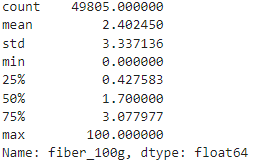 count    49805.000000
mean         2.402450
std          3.337136
min          0.000000
25%          0.427583
50%          1.700000
75%          3.077977
max        100.000000
Name: fiber_100g, dtype: float64